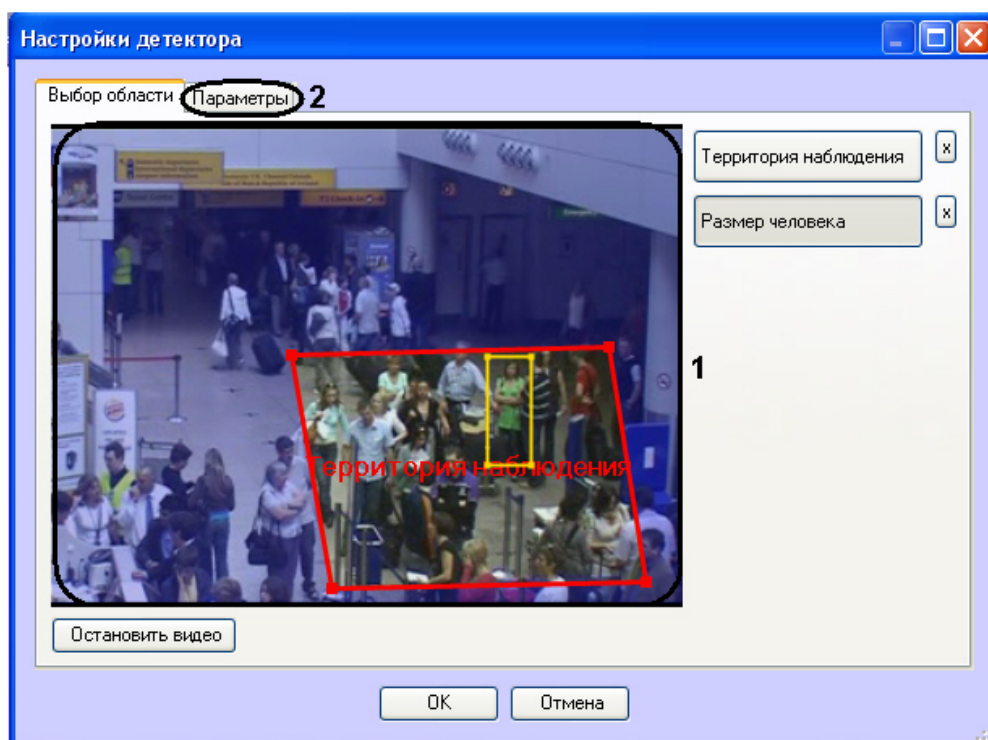 Настройки детектора
Выбор области
Параметры
2
Территория наблюдения
x
Размер человека
x
1
Территория наблюдения
Остановить видео
OK
Отмена